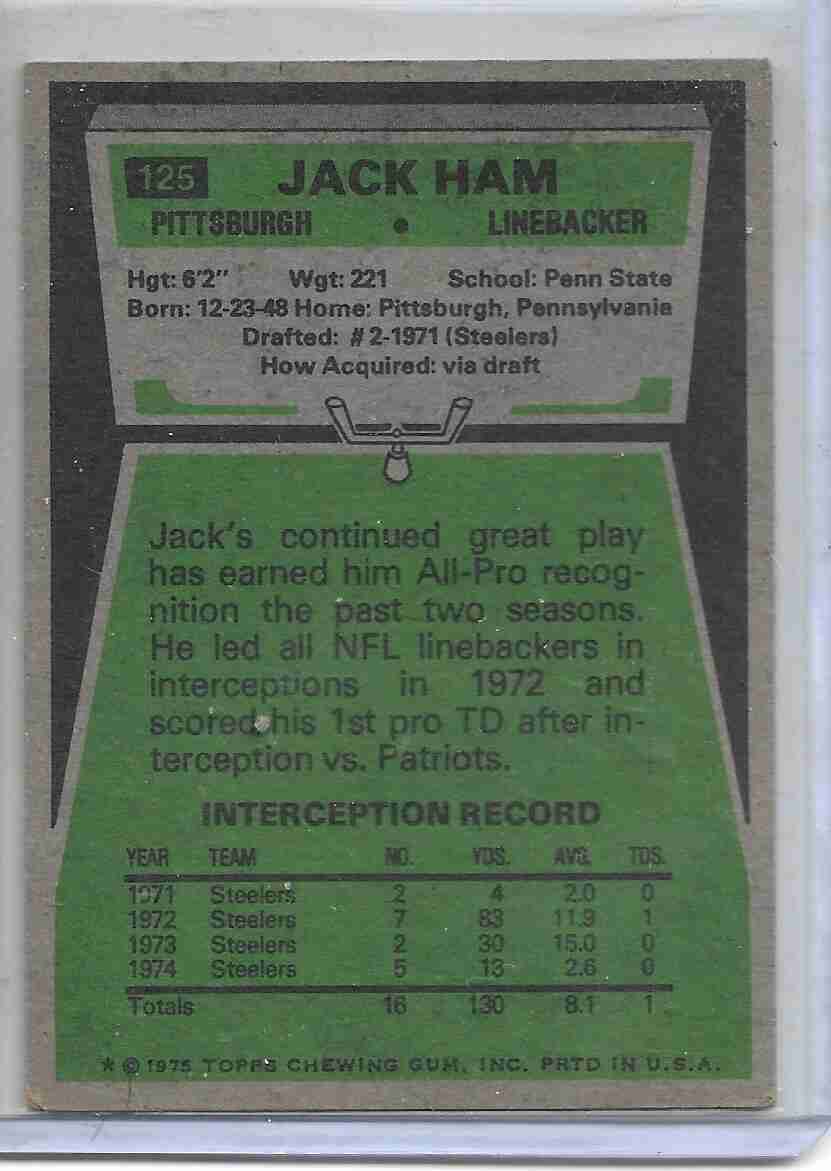 125 JACK HAM
PITTSBURGH • LINEBACKER
Hgt: 6'2" Wgt: 221 School: Penn State
Born: 12-23-48 Home: Pittsburgh, Pennsylvania
Drafted: #2-1971 (Steelers)
How Acquired: via draft
Jack's continued great play
has earned him All-Pro recog-
nition the past two seasons.
He led all NFL linebackers in
interceptions in 1972 and
scored his 1st pro TD after in-
terception vs. Patriots.
INTERCEPTION RECORD
YEAR TEAM NO. YDS. AVG. TDS.
1971 Steelers 2 4 2.0 0
1972 Steelers 7 83 11.9 1
1973 Steelers 2 30 15.0 0
1974 Steelers 5 13 2.6 0
Totals 16 130 8.1 1
* © 1975 TOPPS CHEWING GUM, INC. PRTD IN U.S.A.